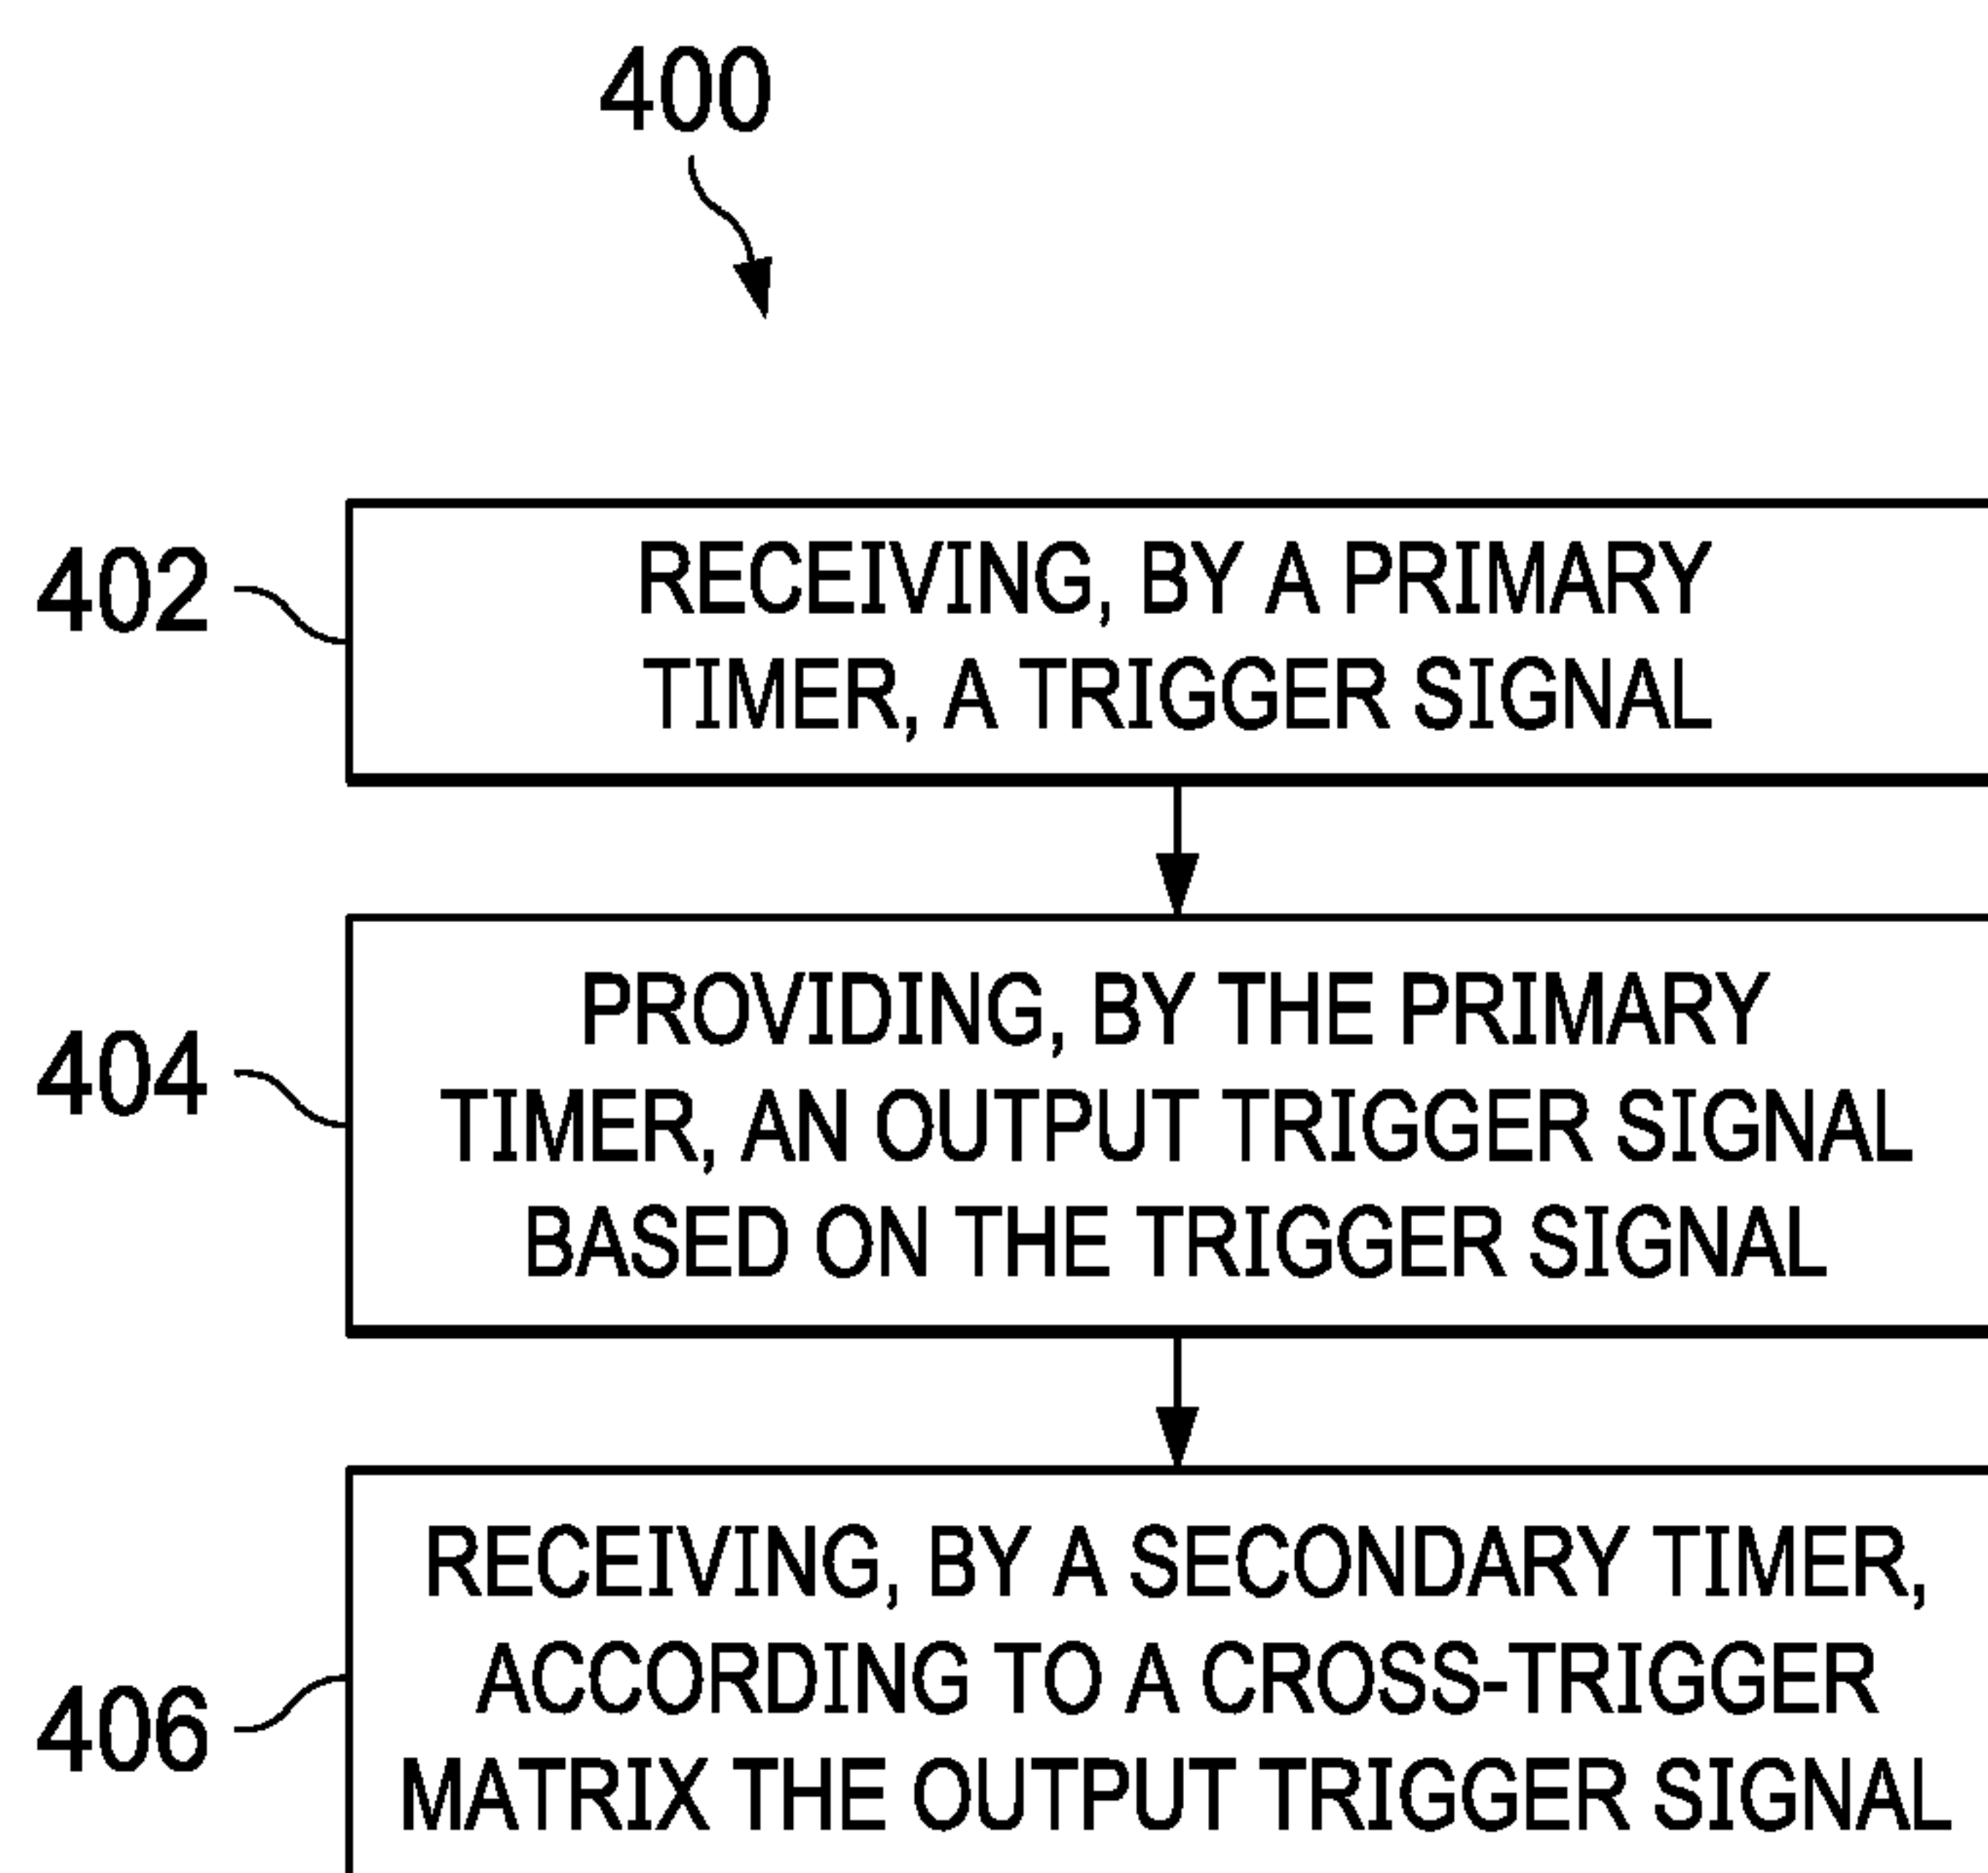 400
402
RECEIVING, BY A PRIMARY
TIMER, A TRIGGER SIGNAL
404
PROVIDING, BY THE PRIMARY
TIMER, AN OUTPUT TRIGGER SIGNAL
BASED ON THE TRIGGER SIGNAL
406
RECEIVING, BY A SECONDARY TIMER,
ACCORDING TO A CROSS-TRIGGER
MATRIX THE OUTPUT TRIGGER SIGNAL